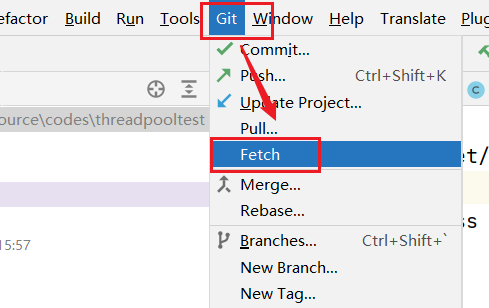 efactor Build Run Tools Git Window Help Translate Plug
Commit...
Push... Ctrl+Shift+K
Update Project...
ource\codes\threadpooltest
Pull...
Fetch
et/
Merge...
Rebase...
ss
15:57
Branches... Ctrl+Shift+`
New Branch...
New Tag...